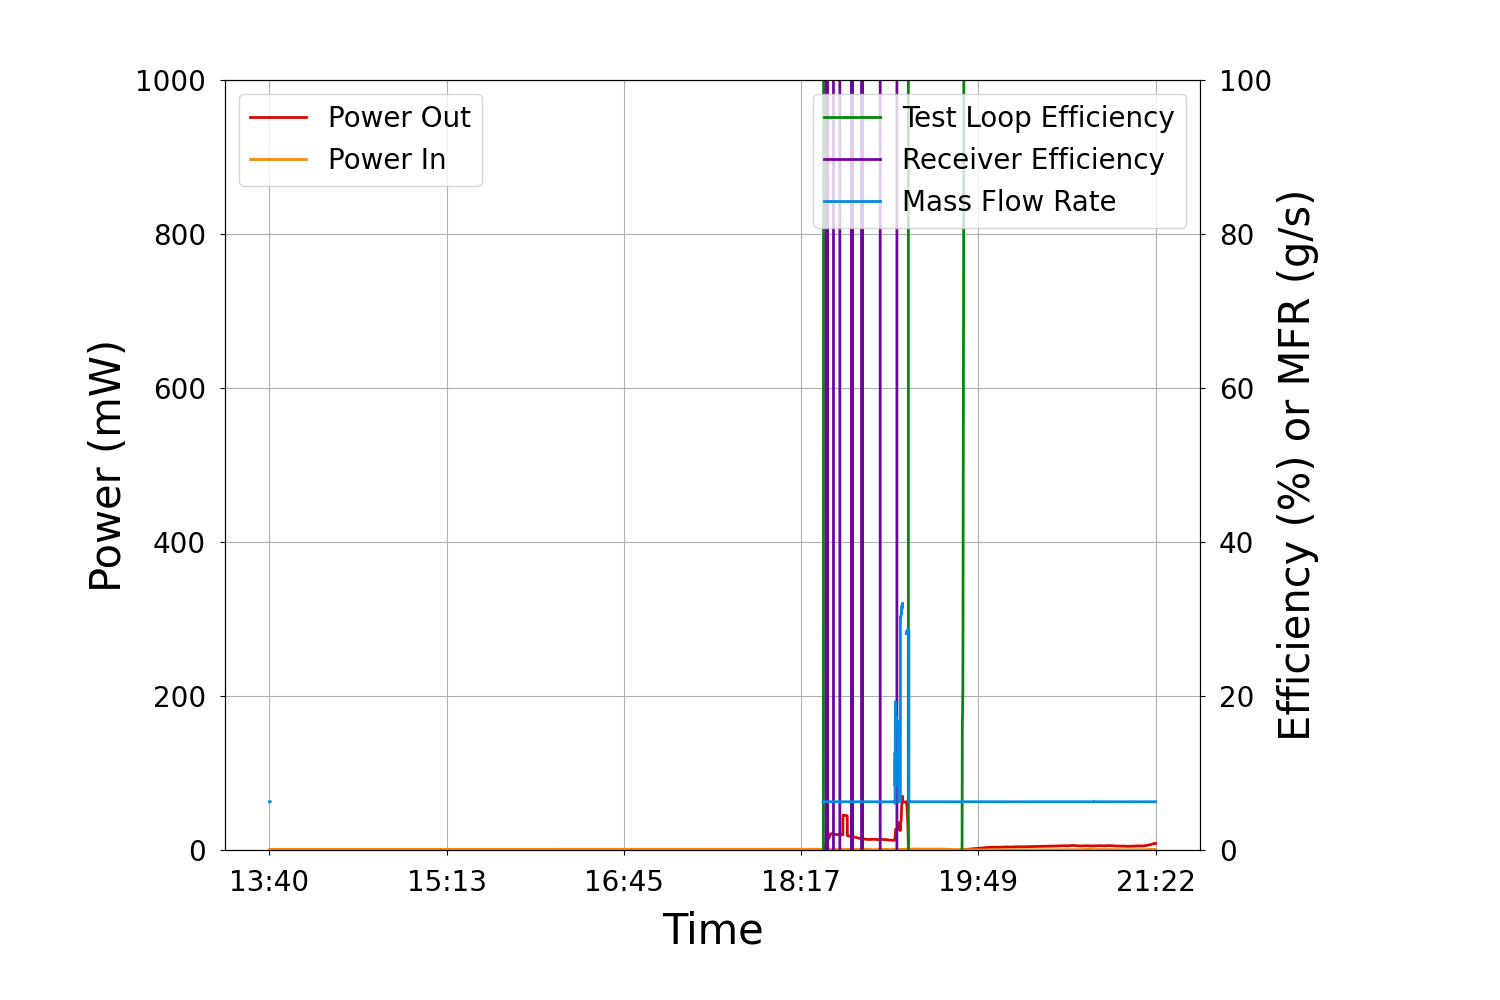 1000
800
600
400
200
0
Power (mW)
Power Out
Power In
Test Loop Efficiency
Receiver Efficiency
Mass Flow Rate
100
80
60
40
20
0
Efficiency (%) or MFR (g/s)
13:40 15:13 16:45 18:17 19:49 21:22
Time